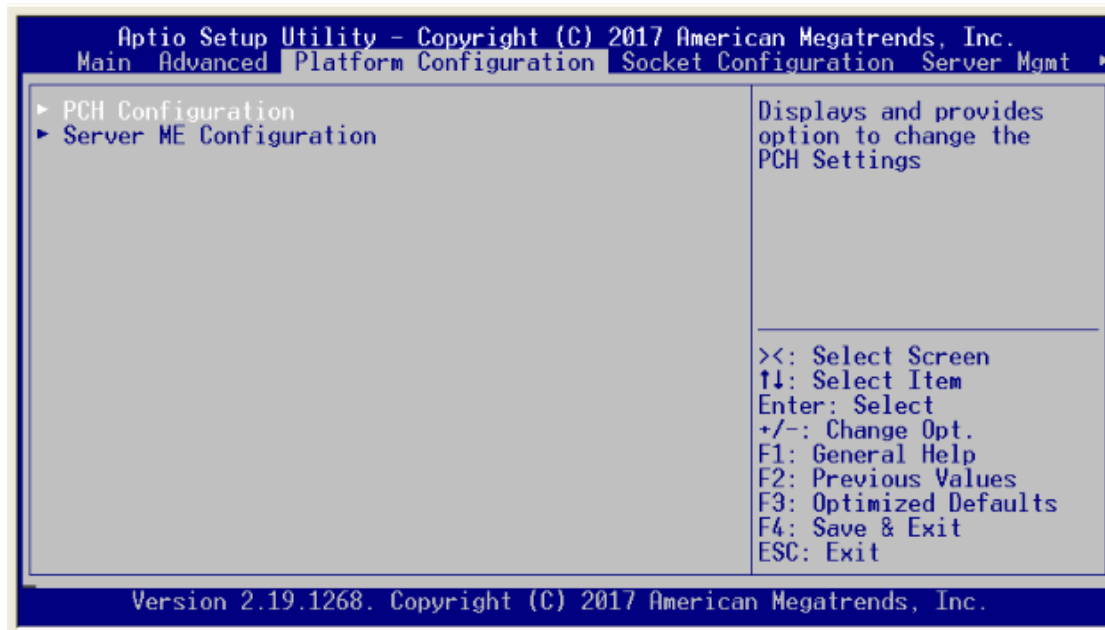 Aptio Setup Utility – Copyright (C) 2017 American Megatrends, Inc.
Main Advanced Platform Configuration Socket Configuration Server Mgmt ►
► PCH Configuration
► Server ME Configuration
Displays and provides
option to change the
PCH Settings
><: Select Screen
↑↓: Select Item
Enter: Select
+/-: Change Opt.
F1: General Help
F2: Previous Values
F3: Optimized Defaults
F4: Save & Exit
ESC: Exit
Version 2.19.1268. Copyright (C) 2017 American Megatrends, Inc.